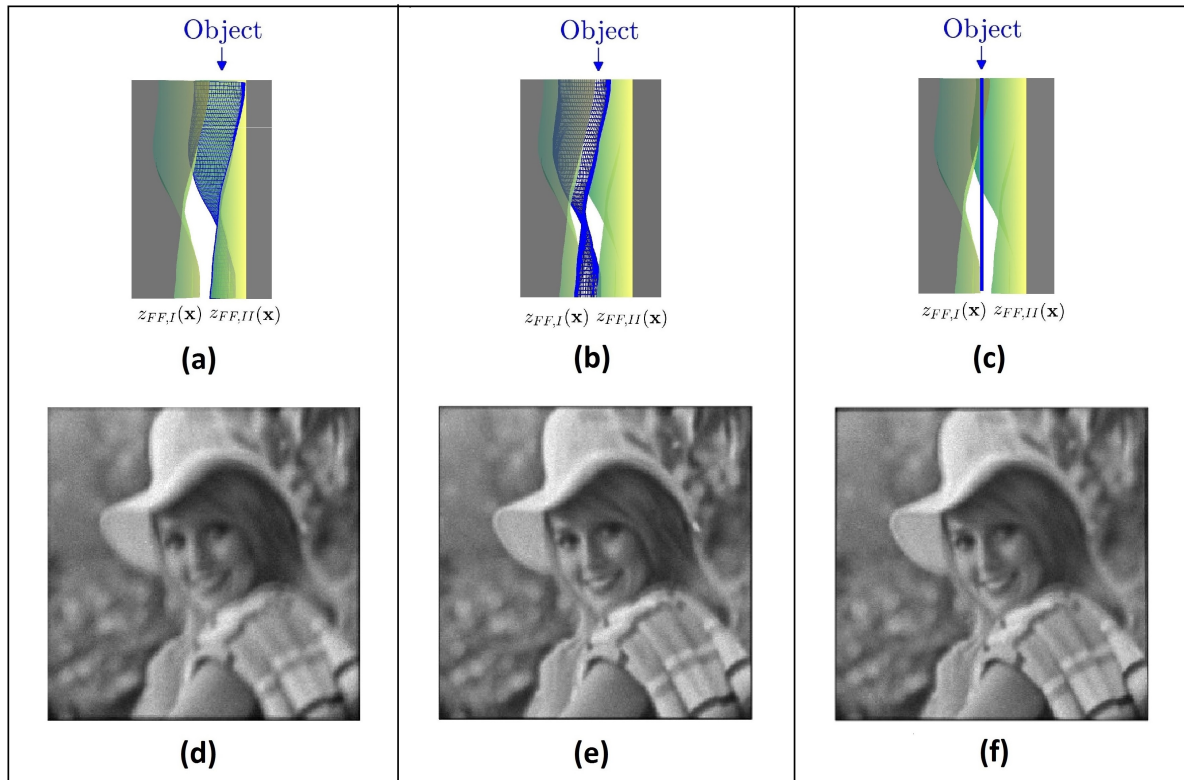 Object
Object
Object
z_{FF,I}(x) z_{FF,II}(x)
z_{FF,I}(x) z_{FF,II}(x)
z_{FF,I}(x) z_{FF,II}(x)
(a)
(b)
(c)
(d)
(e)
(f)